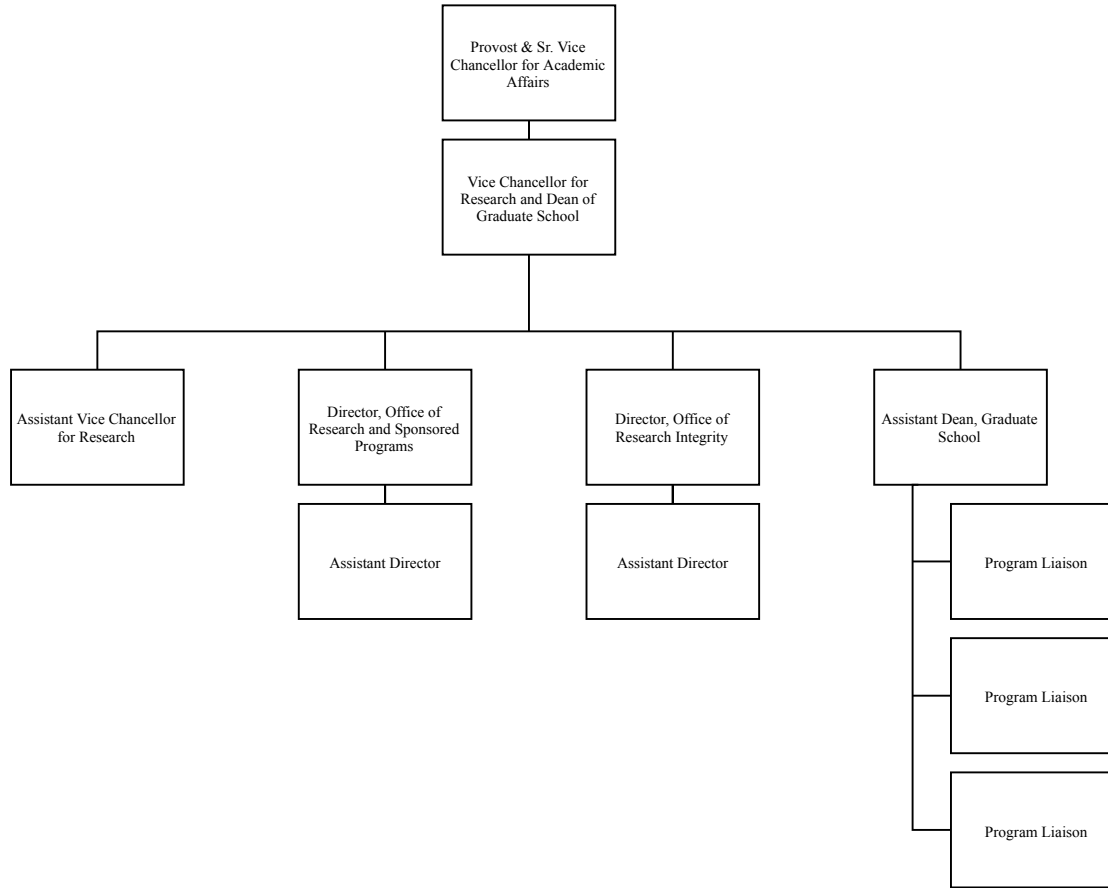 Provost & Sr. Vice
Chancellor for Academic
Affairs
Vice Chancellor for
Research and Dean of
Graduate School
Assistant Vice Chancellor
for Research
Director, Office of
Research and Sponsored
Programs
Director, Office of
Research Integrity
Assistant Dean, Graduate
School
Assistant Director
Assistant Director
Program Liaison
Program Liaison
Program Liaison